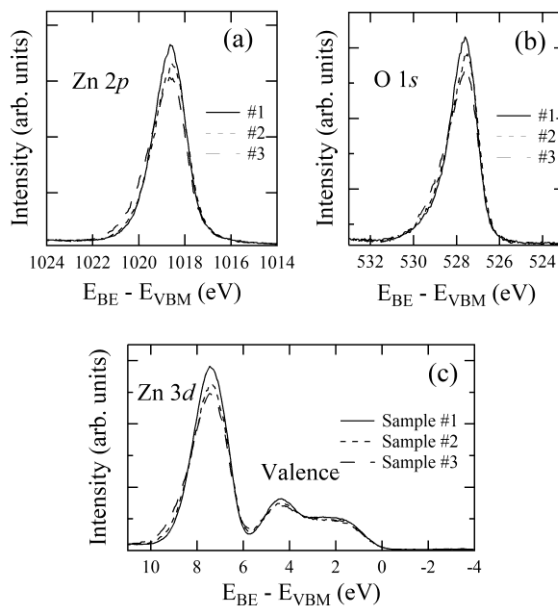 (a)
Zn 2p
#1
#2
#3
Intensity (arb. units)
1024 1022 1020 1018 1016 1014
E_BE - E_VBM (eV)
(b)
O 1s
#1
#2
#3
Intensity (arb. units)
532 530 528 526 524
E_BE - E_VBM (eV)
(c)
Zn 3d
Sample #1
Sample #2
Sample #3
Valence
Intensity (arb. units)
10 8 6 4 2 0 -2 -4
E_BE - E_VBM (eV)